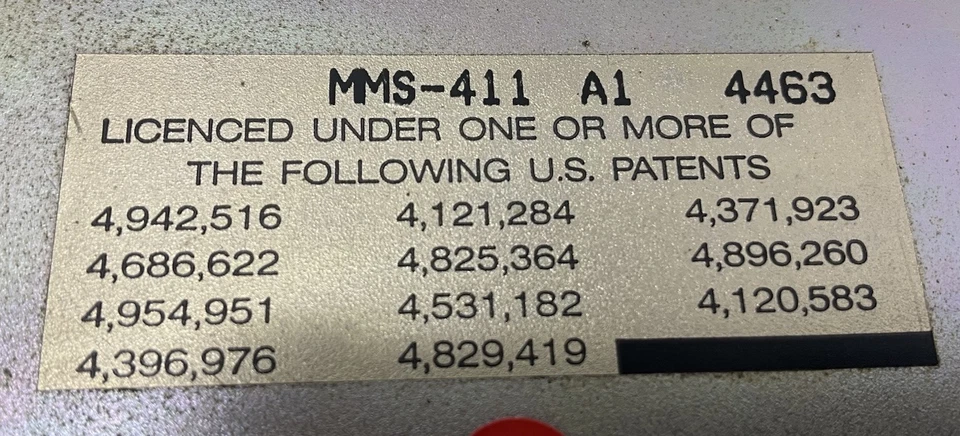 MMS-411 A1 4463
LICENCED UNDER ONE OR MORE OF
THE FOLLOWING U.S. PATENTS
4,942,516 4,121,284 4,371,923
4,686,622 4,825,364 4,896,260
4,954,951 4,531,182 4,120,583
4,396,976 4,829,419